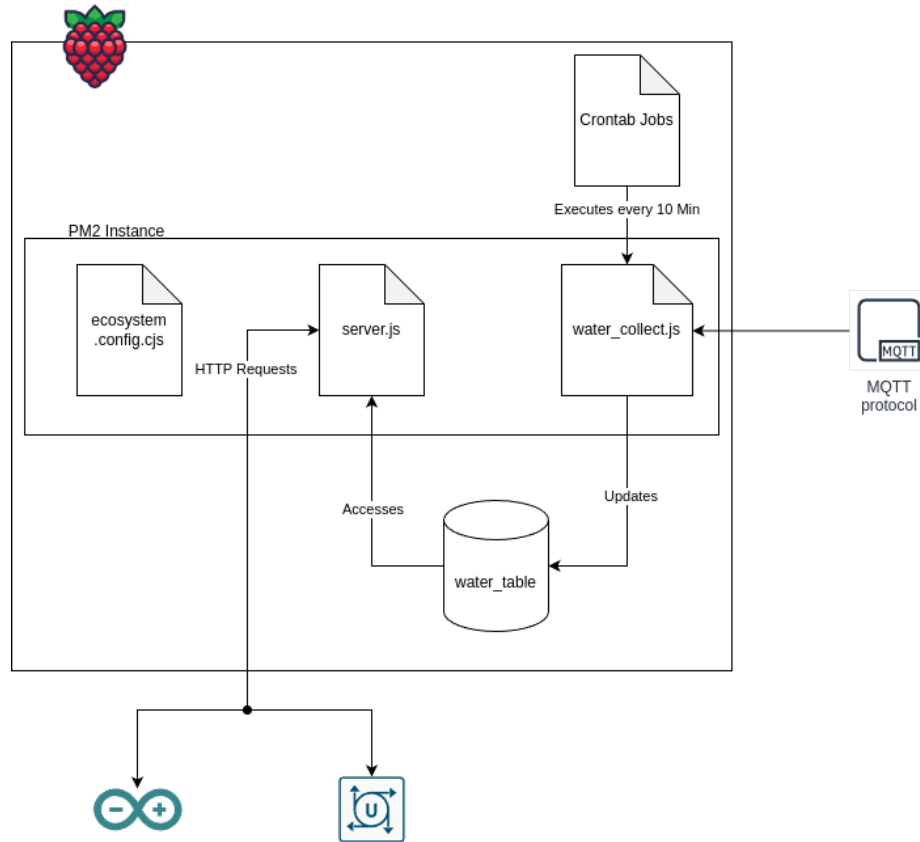 Crontab Jobs
Executes every 10 Min
PM2 Instance
ecosystem
.config.cjs
server.js
water_collect.js
HTTP Requests
MQTT
MQTT
protocol
Accesses
Updates
water_table
U